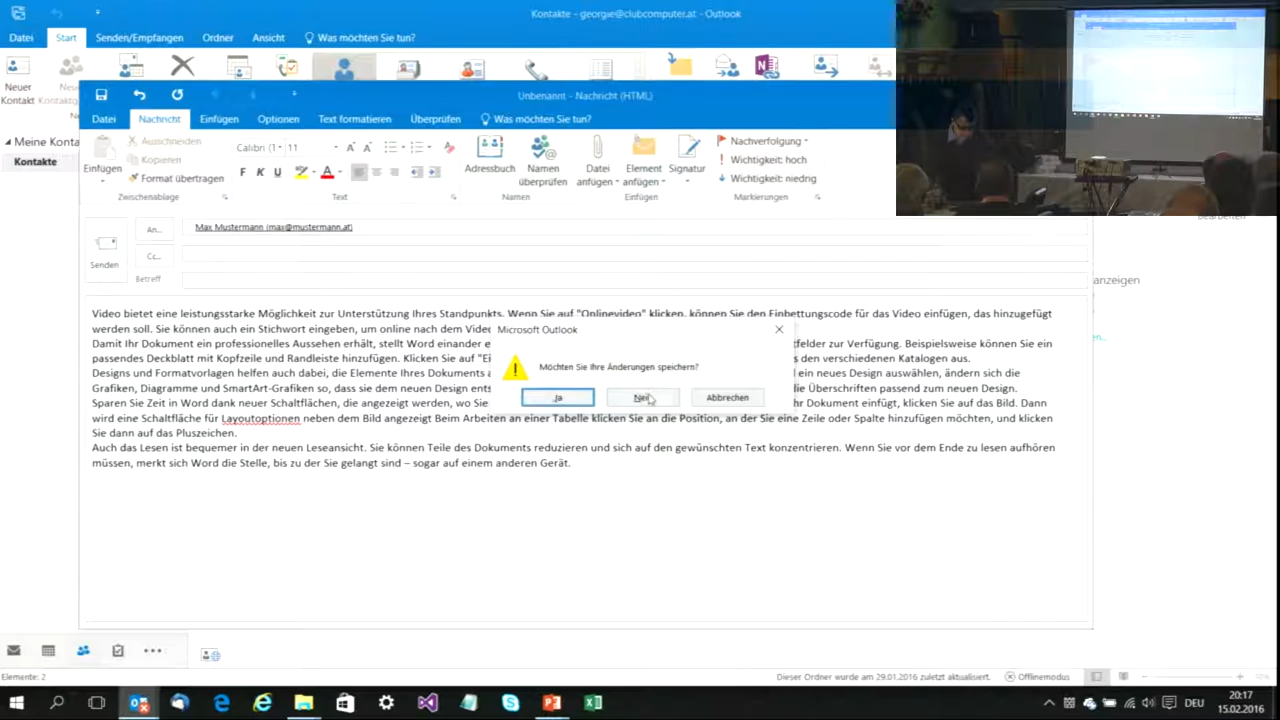 Kontakte - georgie@clubcomputer.at - Outlook
Datei Start Senden/Empfangen Ordner Ansicht Was möchten Sie tun?
Neuer
Kontakt
Unbenannt - Nachricht (HTML)
Datei Nachricht Einfügen Optionen Text formatieren Überprüfen Was möchten Sie tun?
Meine Konta
Kontakte
Einfügen
Ausschneiden
Kopieren
Format übertragen
Zwischenablage
Calibri (T 11
F K U
Text
Adressbuch
Namen
überprüfen
Namen
Datei
anfügen
Element
anfügen
Signatur
Einfügen
Nachverfolgung
Wichtigkeit: hoch
Wichtigkeit: niedrig
Markierungen
Senden
An...
Max Mustermann (max@mustermann.at)
Cc...
Betreff
anzeigen
Video bietet eine leistungsstarke Möglichkeit zur Unterstützung Ihres Standpunkts. Wenn Sie auf "Onlinevideo" klicken, können Sie den Einbettungscode für das Video einfügen, das hinzugefügt
werden soll. Sie können auch ein Stichwort eingeben, um online nach dem Vide
Damit Ihr Dokument ein professionelles Aussehen erhält, stellt Word einander e tfelder zur Verfügung. Beispielsweise können Sie ein
passendes Deckblatt mit Kopfzeile und Randleiste hinzufügen. Klicken Sie auf "Ei s den verschiedenen Katalogen aus.
Designs und Formatvorlagen helfen auch dabei, die Elemente Ihres Dokuments a l ein neues Design auswählen, ändern sich die
Grafiken, Diagramme und SmartArt-Grafiken so, dass sie dem neuen Design ents die Überschriften passend zum neuen Design.
Sparen Sie Zeit in Word dank neuer Schaltflächen, die angezeigt werden, wo Sie hr Dokument einfügt, klicken Sie auf das Bild. Dann
wird eine Schaltfläche für Layoutoptionen neben dem Bild angezeigt Beim Arbeiten an einer Tabelle klicken Sie an die Position, an der Sie eine Zeile oder Spalte hinzufügen möchten, und klicken
Sie dann auf das Pluszeichen.
Auch das Lesen ist bequemer in der neuen Leseansicht. Sie können Teile des Dokuments reduzieren und sich auf den gewünschten Text konzentrieren. Wenn Sie vor dem Ende zu lesen aufhören
müssen, merkt sich Word die Stelle, bis zu der Sie gelangt sind – sogar auf einem anderen Gerät.
Microsoft Outlook
Möchten Sie Ihre Änderungen speichern?
Ja Nein Abbrechen
Elemente: 2
Dieser Ordner wurde am 29.01.2016 zuletzt aktualisiert. Offlinemodus
DEU
20:17
15.02.2016